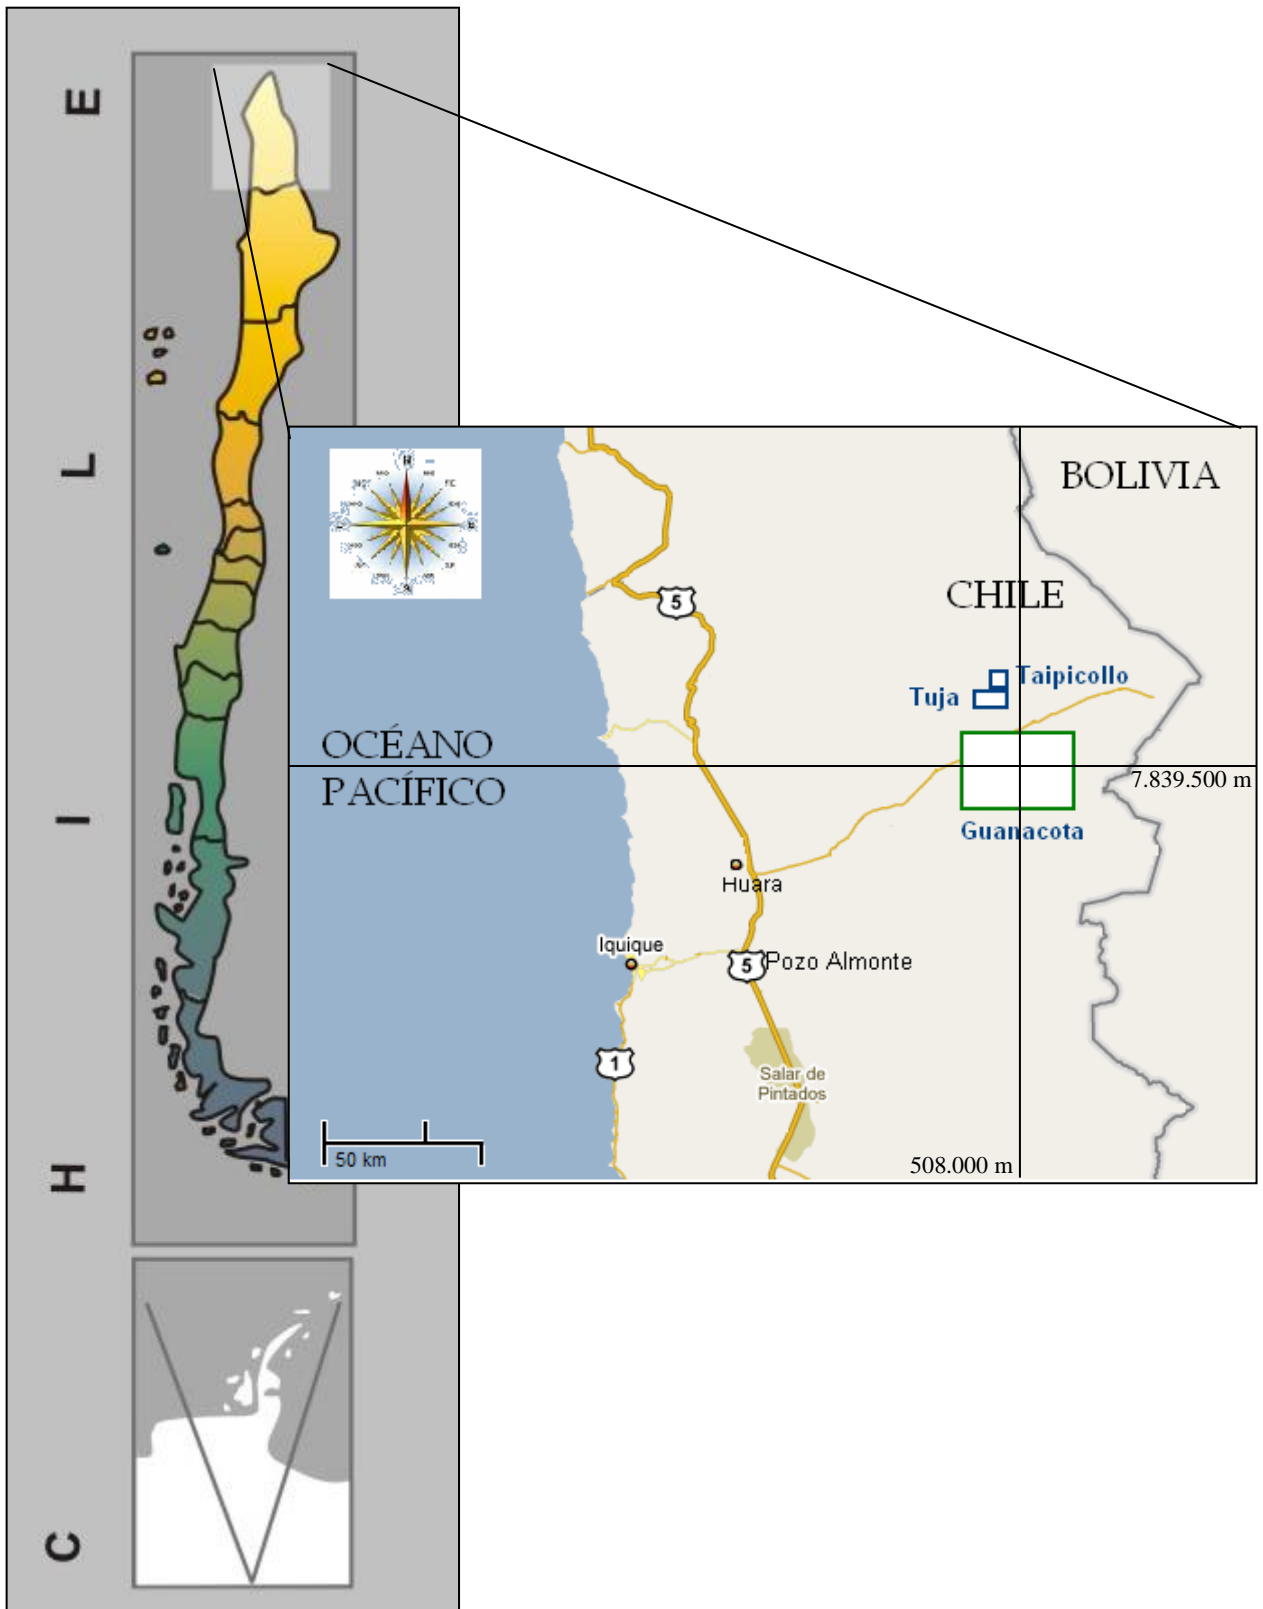 E
L
I
H
C
BOLIVIA
CHILE
Taipicollo
Tuja
OCÉANO
PACÍFICO
7.839.500 m
Guanacota
5
Huara
Iquique
5
Pozo Almonte
1
Salar de
Pintados
50 km
508.000 m